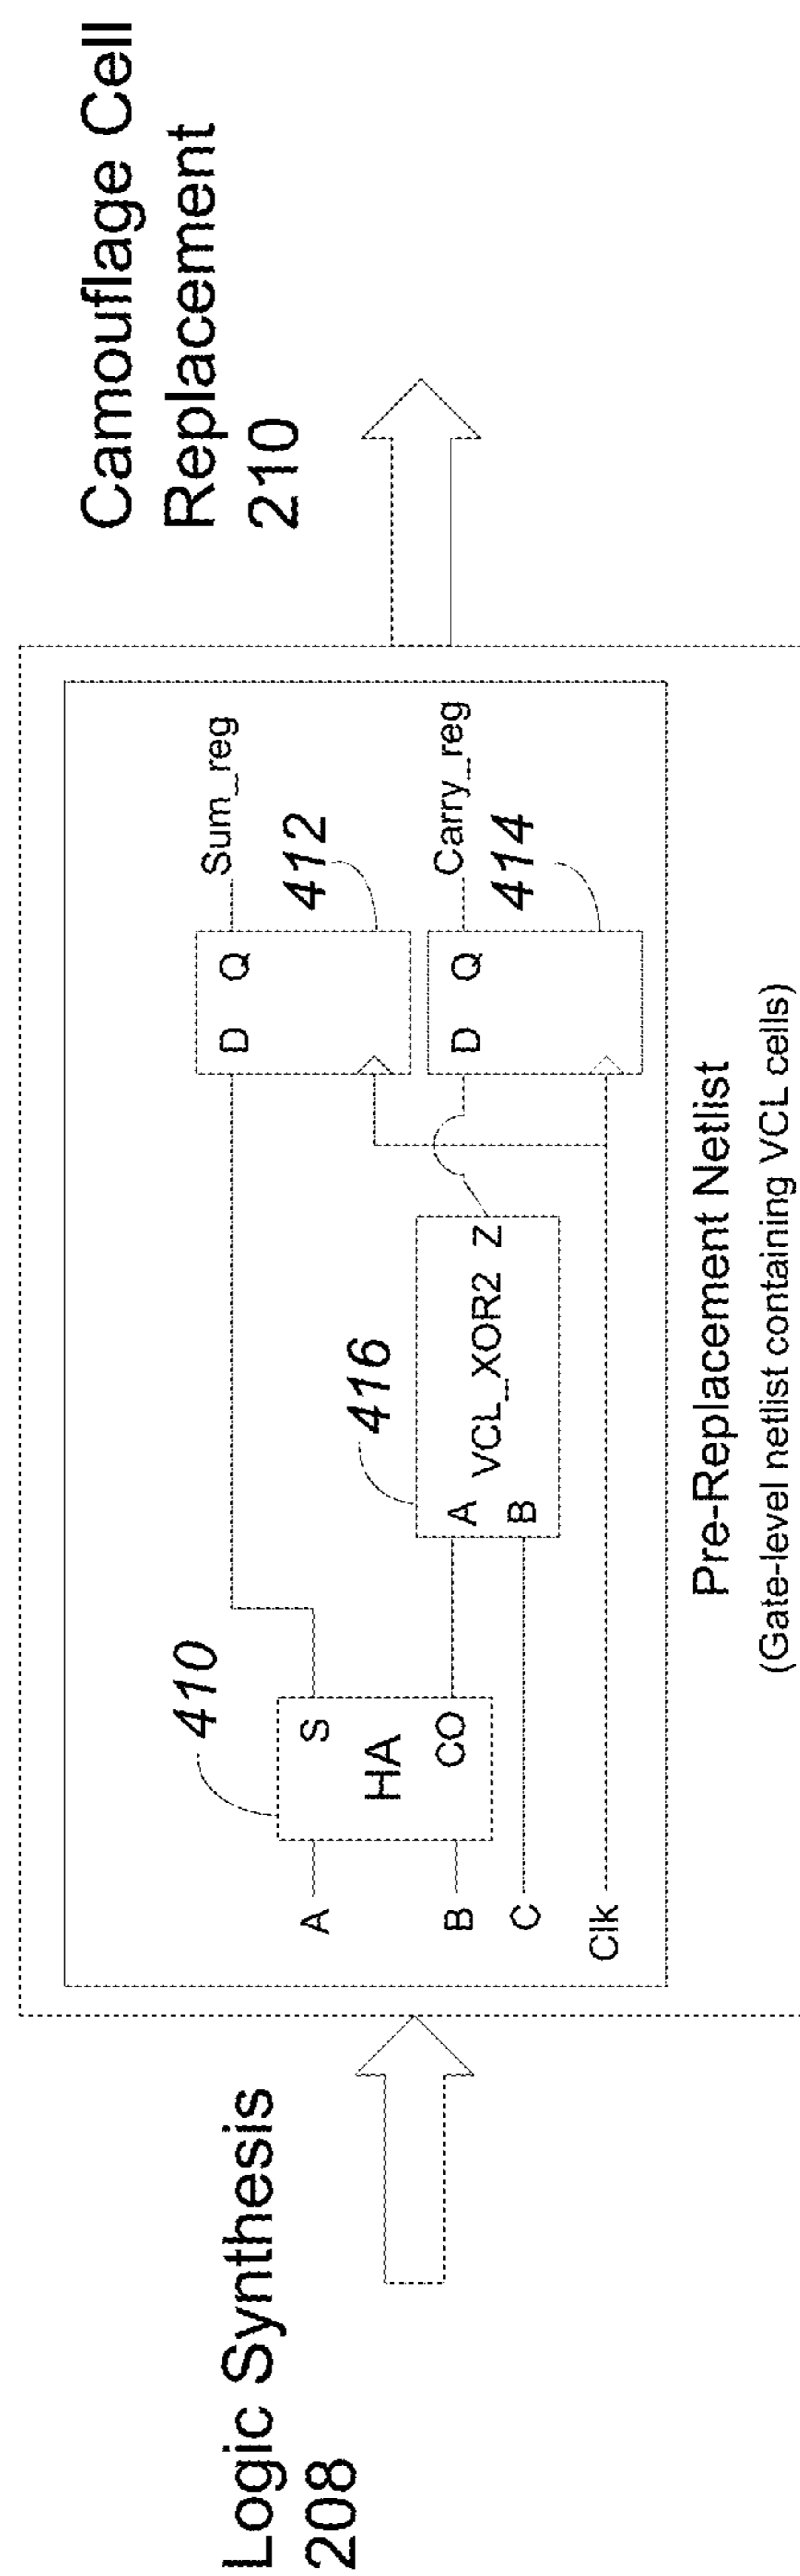 Logic Synthesis
208
Camouflage Cell
Replacement
210
410
A
B
C
Clk
S
HA
CO
416
A
B
VCL_XOR2
Z
D
Q
Sum_reg
412
D
Q
Carry_reg
414
Pre-Replacement Netlist
(Gate-level netlist containing VCL cells)